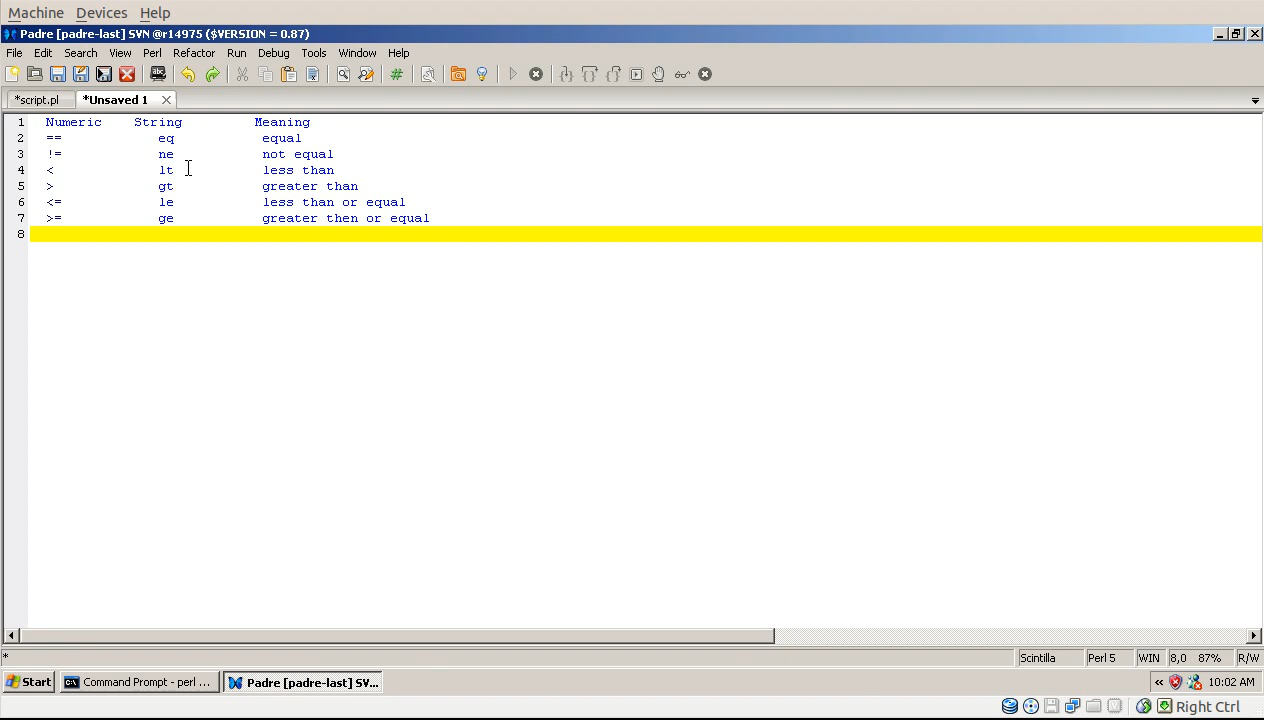 Machine Devices Help
Padre [padre-last] SVN @r14975 ($VERSION = 0.87)
File Edit Search View Perl Refactor Run Debug Tools Window Help
*script.pl *Unsaved 1
1 Numeric String Meaning
2 == eq equal
3 != ne not equal
4 < lt less than
5 > gt greater than
6 <= le less than or equal
7 >= ge greater then or equal
8
* Scintilla Perl 5 WIN 8,0 87% R/W
Start Command Prompt - perl ... Padre [padre-last] SV... « 10:02 AM
Right Ctrl